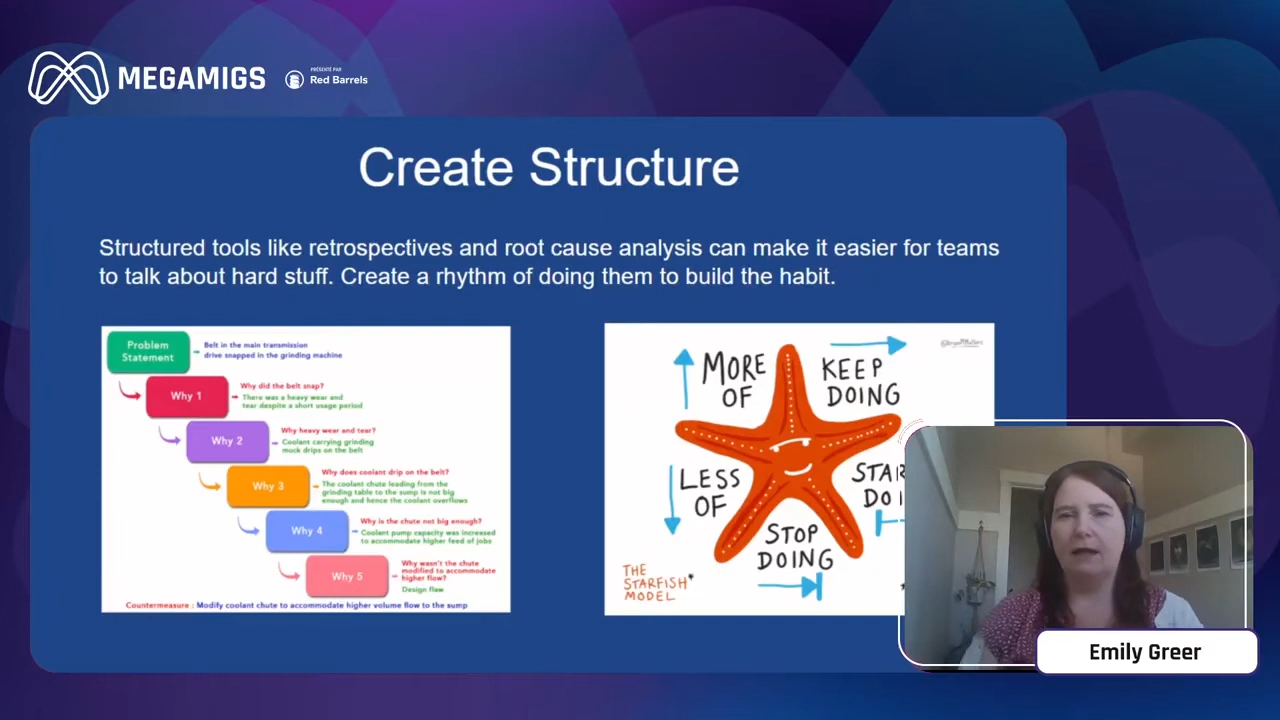 MEGAMIGS
PRÉSENTÉ PAR
Red Barrels
Create Structure
Structured tools like retrospectives and root cause analysis can make it easier for teams
to talk about hard stuff. Create a rhythm of doing them to build the habit.
Problem
Statement
Belt in the main transmission
drive snapped in the grinding machine
Why 1
Why did the belt snap?
There was a heavy wear and
tear despite a short usage period
Why 2
Why heavy wear and tear?
Coolant carrying grinding
muck drips on the belt
Why 3
Why does coolant drip on the belt?
The coolant chute leading from the
grinding table to the sump is not big
enough and hence the coolant overflows
Why 4
Why is the chute not big enough?
Coolant pump capacity was increased
to accommodate higher feed of jobs
Why 5
Why wasn't the chute
modified to accommodate
higher flow?
Design flaw
Countermeasure : Modify coolant chute to accommodate higher volume flow to the sump
MORE
OF
KEEP
DOING
LESS
OF
STAR
DOI
STOP
DOING
THE
STARFISH*
MODEL
Emily Greer